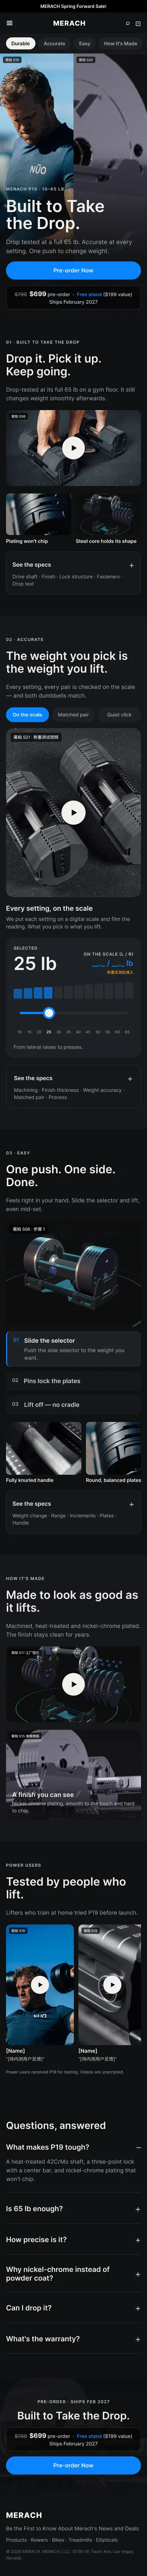 MERACH Spring Forward Sale!
MERACH
Durable
Accurate
Easy
How It's Made
MERACH P19 · 10–65 LB
Built to Take
the Drop.
Drop tested at a full 65 lb. Accurate at every
setting. One push to change weight.
Pre-order Now
$799 $699 pre-order · Free stand ($199 value)
Ships February 2027
01 · BUILT TO TAKE THE DROP
Drop it. Pick it up.
Keep going.
Drop-tested at its full 65 lb on a gym floor. It still
changes weight smoothly afterwards.
Plating won't chip
Steel core holds its shape
See the specs
Drive shaft · Finish · Lock structure · Fasteners ·
Drop test
02 · ACCURATE
The weight you pick is
the weight you lift.
Every setting, every pair is checked on the scale
— and both dumbbells match.
On the scale
Matched pair
Quiet click
Every setting, on the scale
We put each setting on a digital scale and film the
reading. What you pick is what you lift.
SELECTED
25 lb
ON THE SCALE (L / R)
—.– / —.– lb
10 15 20 25 30 35 40 45 50 55 60 65
From lateral raises to presses.
See the specs
Machining · Finish thickness · Weight accuracy ·
Matched pair · Process
03 · EASY
One push. One side.
Done.
Feels right in your hand. Slide the selector and lift,
even mid-set.
01 Slide the selector
Push the side selector to the weight you
want.
02 Pins lock the plates
03 Lift off — no cradle
Fully knurled handle
Round, balanced plates
See the specs
Weight change · Range · Increments · Plates ·
Handle
HOW IT'S MADE
Made to look as good as
it lifts.
Machined, heat-treated and nickel-chrome plated.
The finish stays clean for years.
A finish you can see
Nickel-chrome plating, smooth to the touch and hard
to chip.
POWER USERS
Tested by people who
lift.
Lifters who train at home tried P19 before launch.
[Name]
[Name]
Power users received P19 for testing. Videos are unscripted.
Questions, answered
What makes P19 tough?
A heat-treated 42CrMo shaft, a three-point lock
with a center bar, and nickel-chrome plating that
won't chip.
Is 65 lb enough?
How precise is it?
Why nickel-chrome instead of
powder coat?
Can I drop it?
What's the warranty?
PRE-ORDER · SHIPS FEB 2027
Built to Take the Drop.
$799 $699 pre-order · Free stand ($199 value)
Ships February 2027
Pre-order Now
MERACH
Be the First to Know About Merach's News and Deals
Products · Rowers · Bikes · Treadmills · Ellipticals